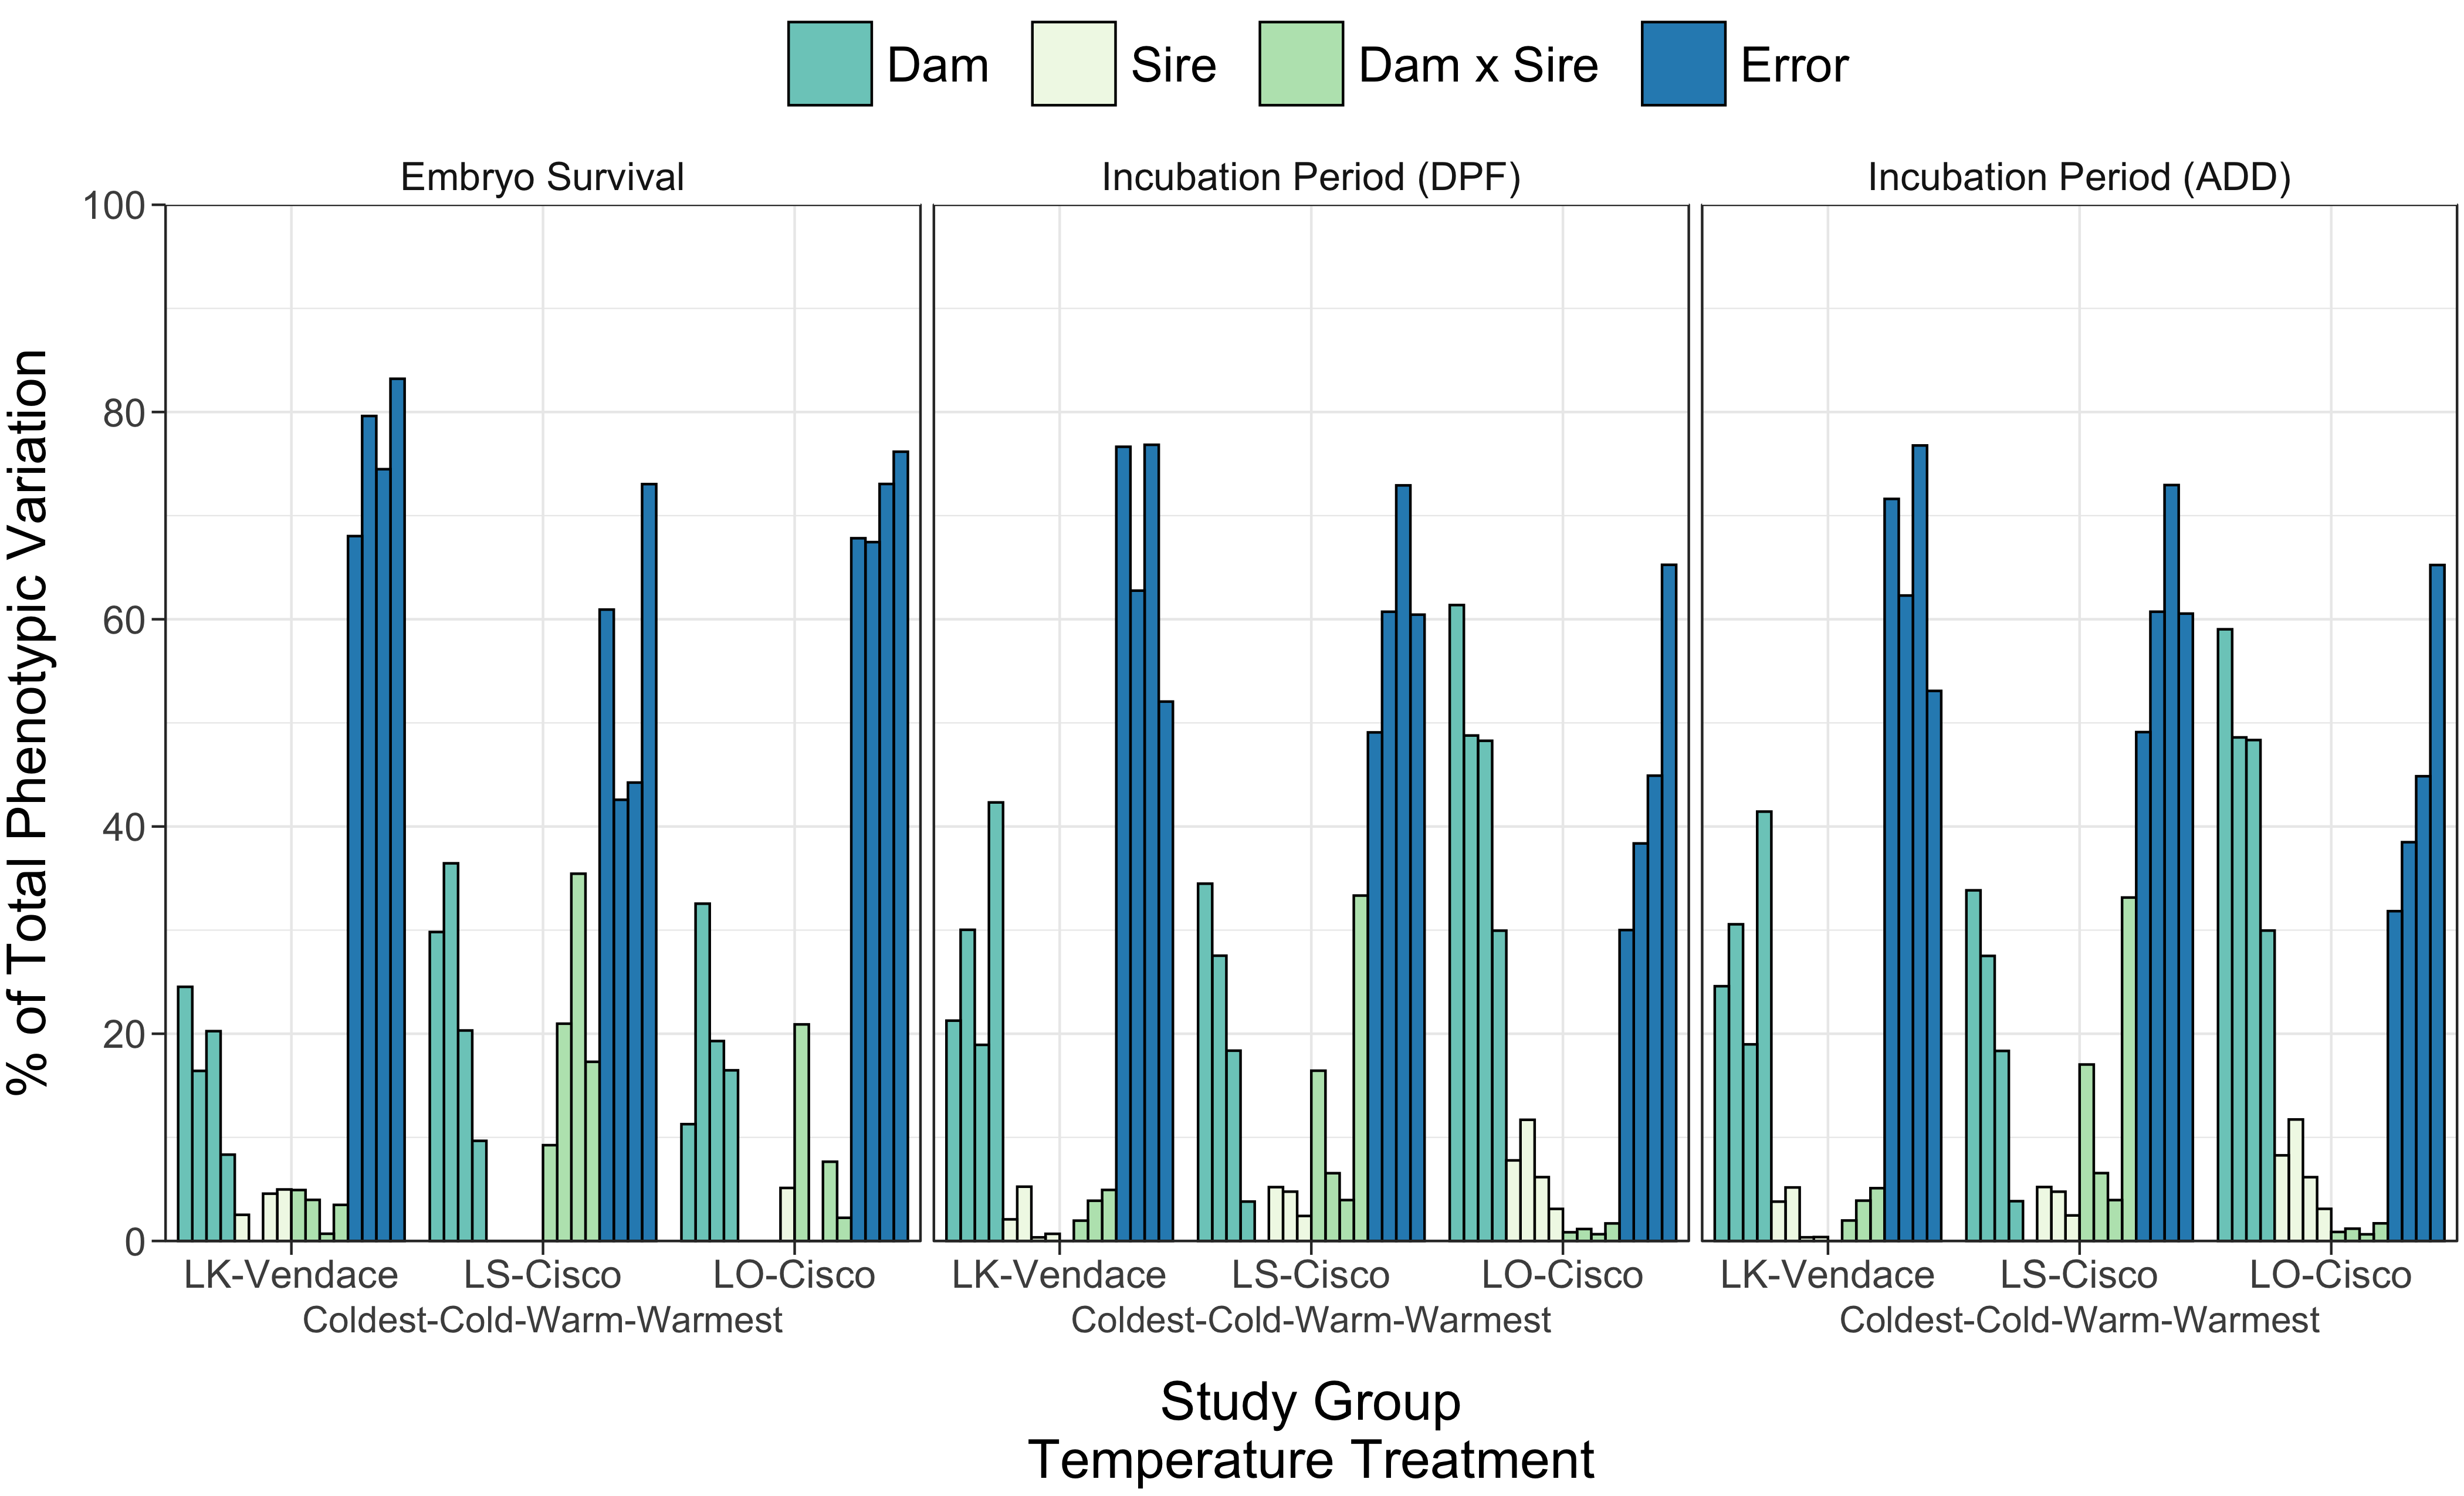 Dam Sire Dam x Sire Error
Embryo Survival Incubation Period (DPF) Incubation Period (ADD)
% of Total Phenotypic Variation
100
80
60
40
20
0
LK-Vendace LS-Cisco LO-Cisco LK-Vendace LS-Cisco LO-Cisco LK-Vendace LS-Cisco LO-Cisco
Coldest-Cold-Warm-Warmest Coldest-Cold-Warm-Warmest Coldest-Cold-Warm-Warmest
Study Group
Temperature Treatment